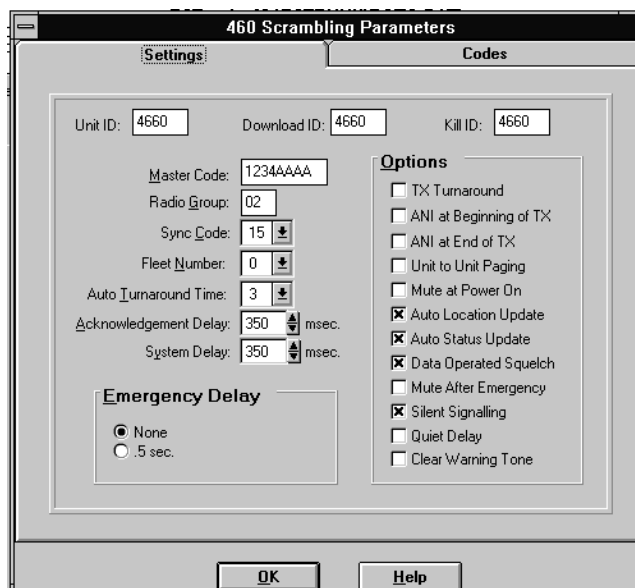 460 Scrambling Parameters
Settings
Codes
Unit ID: 4660
Download ID: 4660
Kill ID: 4660
Master Code: 1234AAAA
Radio Group: 02
Sync Code: 15
Fleet Number: 0
Auto Turnaround Time: 3
Acknowledgement Delay: 350 msec.
System Delay: 350 msec.
Emergency Delay
None
.5 sec.
Options
TX Turnaround
ANI at Beginning of TX
ANI at End of TX
Unit to Unit Paging
Mute at Power On
Auto Location Update
Auto Status Update
Data Operated Squelch
Mute After Emergency
Silent Signalling
Quiet Delay
Clear Warning Tone
OK
Help